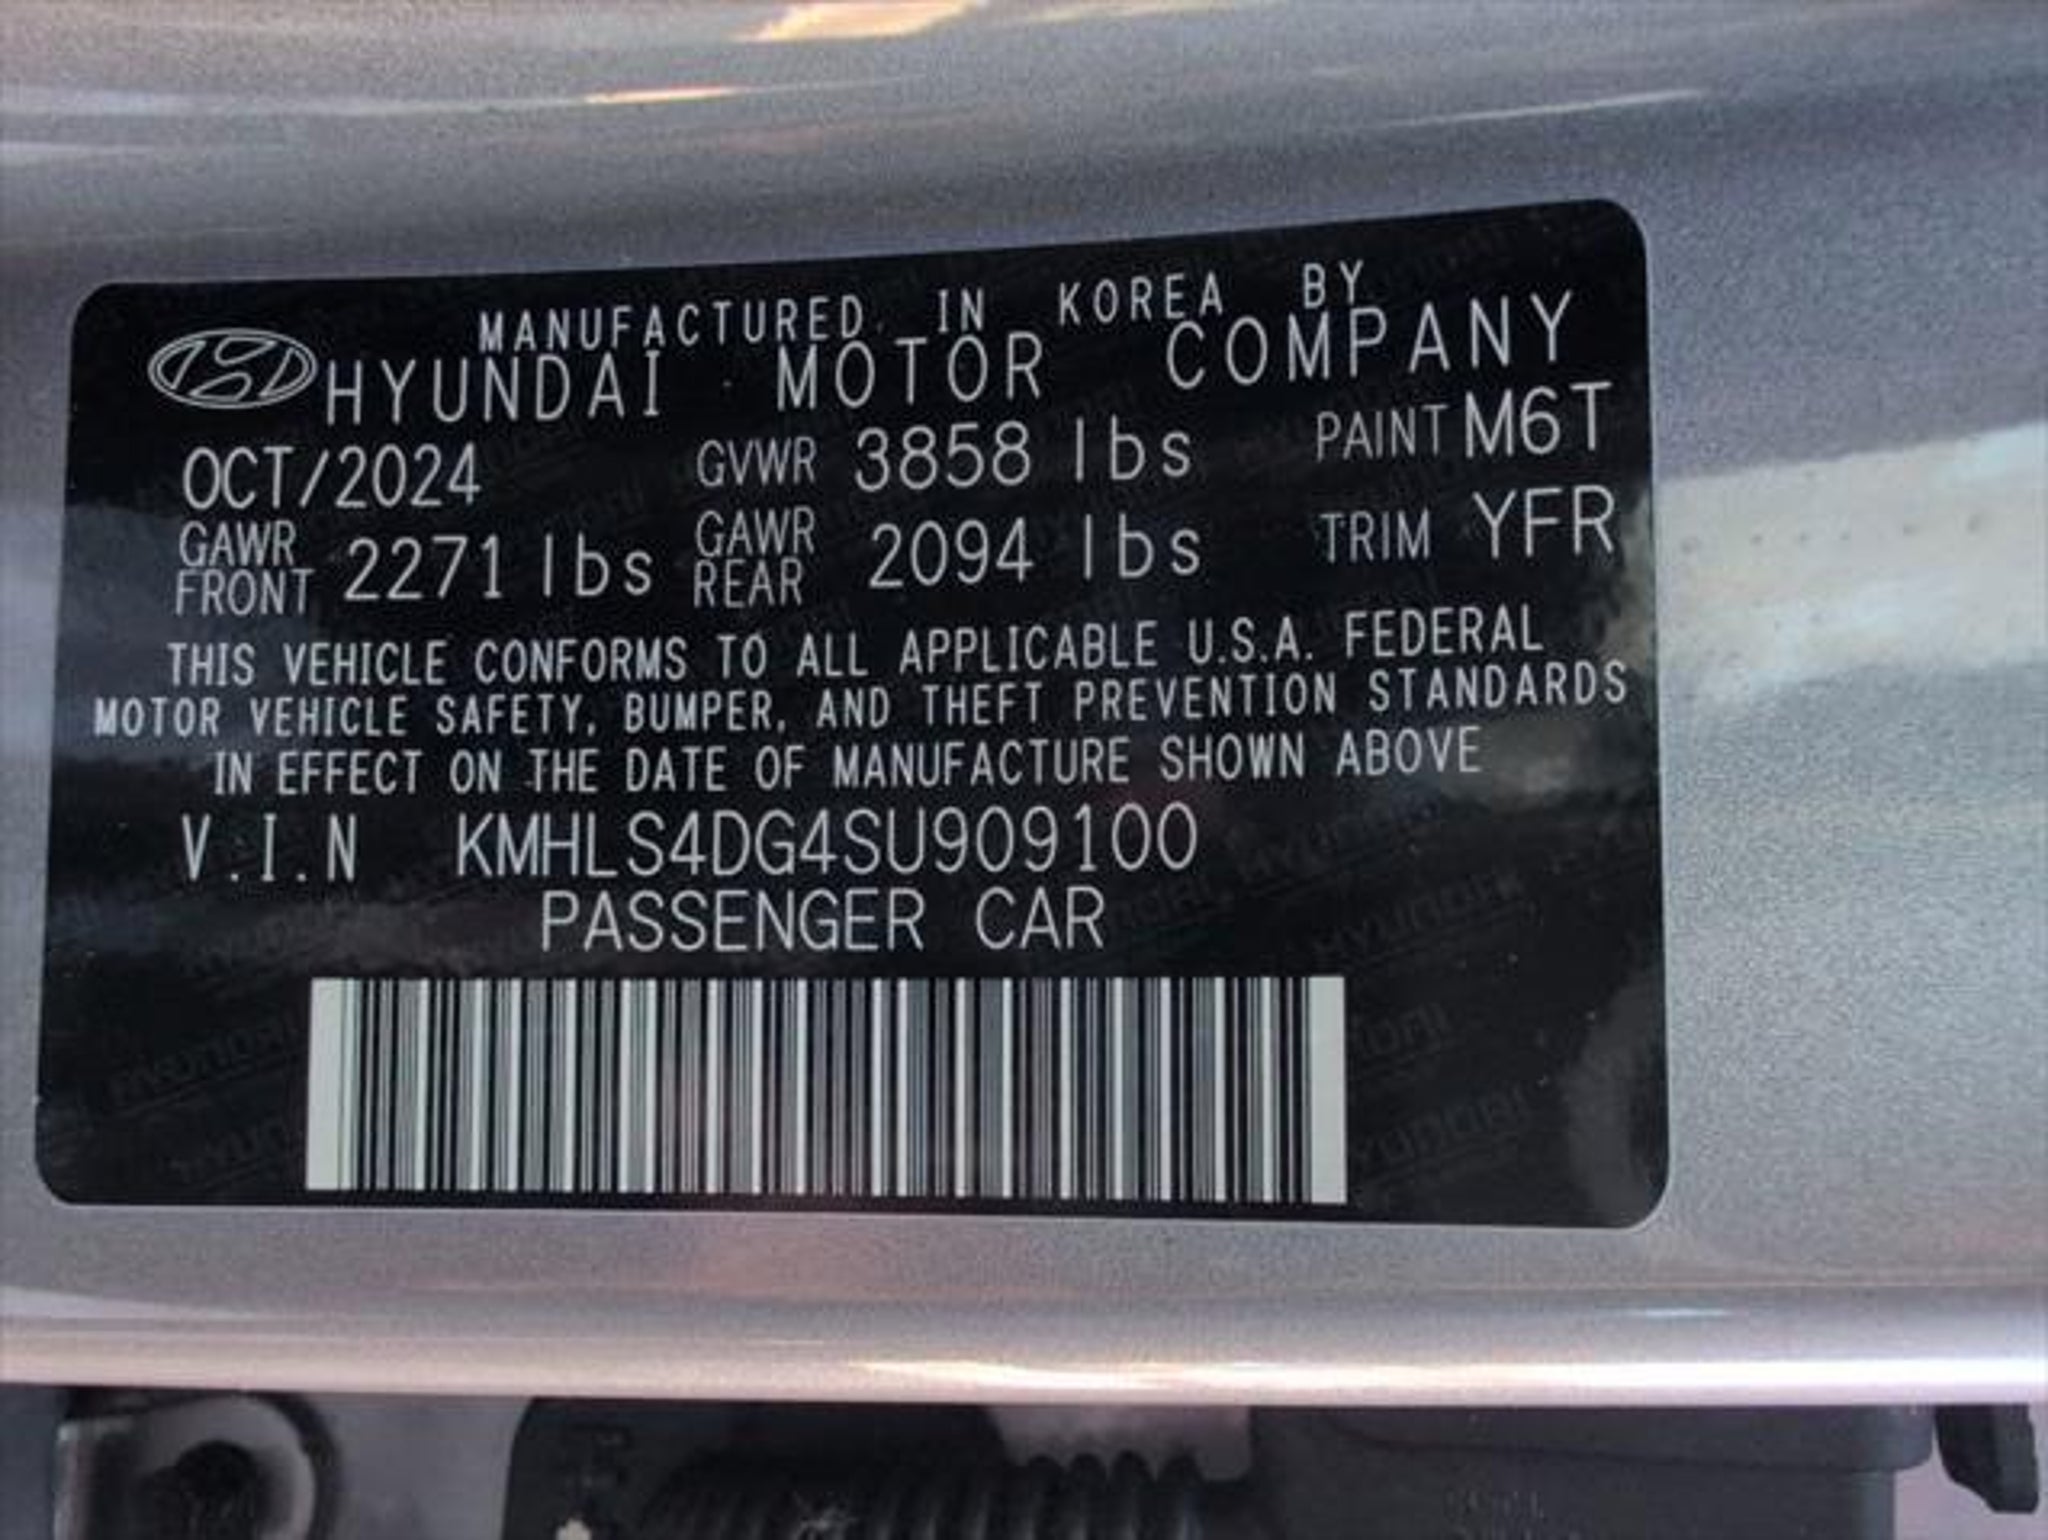 MANUFACTURED IN KOREA BY
HYUNDAI MOTOR COMPANY
OCT/2024 GVWR 3858 lbs PAINT M6T
GAWR FRONT 2271 lbs GAWR REAR 2094 lbs TRIM YFR
THIS VEHICLE CONFORMS TO ALL APPLICABLE U.S.A. FEDERAL
MOTOR VEHICLE SAFETY, BUMPER, AND THEFT PREVENTION STANDARDS
IN EFFECT ON THE DATE OF MANUFACTURE SHOWN ABOVE
V.I.N KMHLS4DG4SU909100
PASSENGER CAR